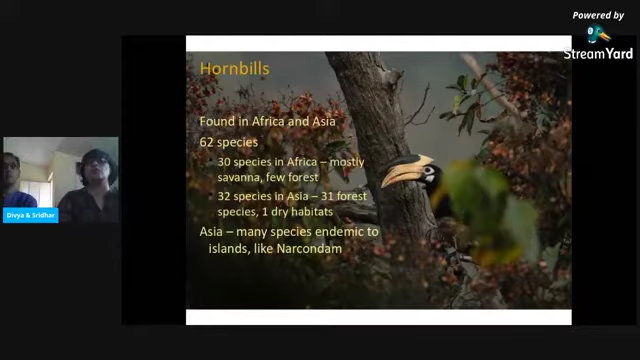 Powered by
StreamYard
Hornbills
Found in Africa and Asia
62 species
30 species in Africa – mostly
savanna, few forest
32 species in Asia – 31 forest
species, 1 dry habitats
Asia – many species endemic to
islands, like Narcondam
Divya & Sridhar